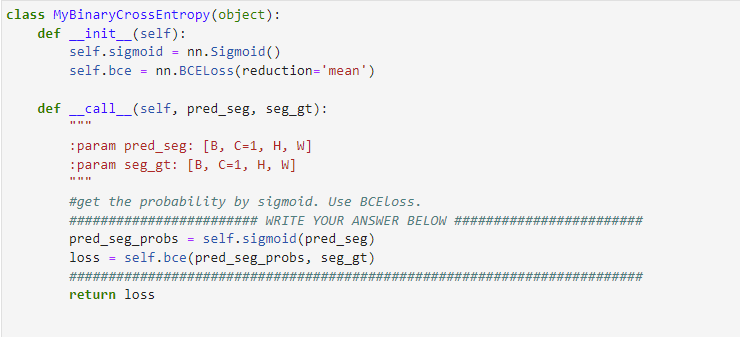 class MyBinaryCrossEntropy(object):
    def __init__(self):
        self.sigmoid = nn.Sigmoid()
        self.bce = nn.BCELoss(reduction='mean')

    def __call__(self, pred_seg, seg_gt):
        """
        :param pred_seg: [B, C=1, H, W]
        :param seg_gt: [B, C=1, H, W]
        """
        #get the probability by sigmoid. Use BCELoss.
        ######################## WRITE YOUR ANSWER BELOW ########################
        pred_seg_probs = self.sigmoid(pred_seg)
        loss = self.bce(pred_seg_probs, seg_gt)
        #########################################################################
        return loss